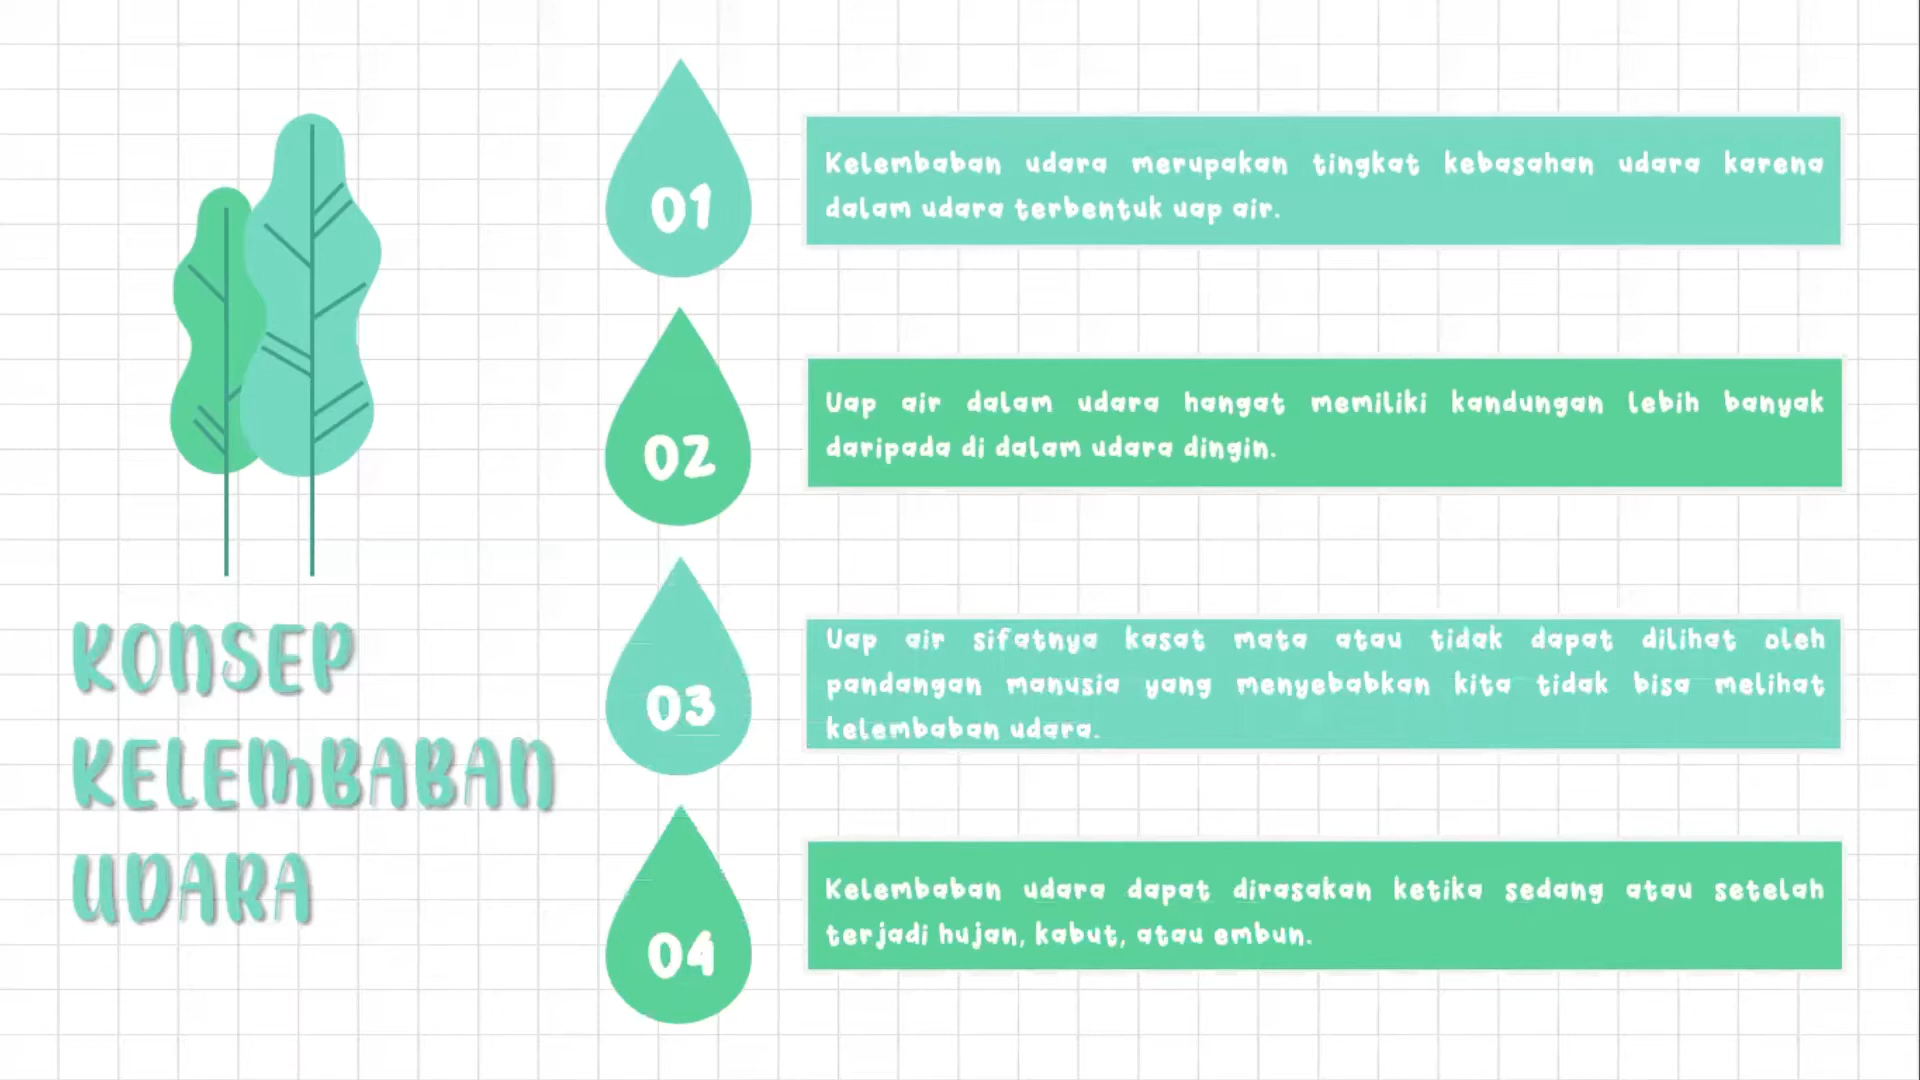 KONSEP
KELEMBABAN
UDARA
01
Kelembaban udara merupakan tingkat kebasahan udara karena
dalam udara terbentuk uap air.
02
Uap air dalam udara hangat memiliki kandungan lebih banyak
daripada di dalam udara dingin.
03
Uap air sifatnya kasat mata atau tidak dapat dilihat oleh
pandangan manusia yang menyebabkan kita tidak bisa melihat
kelembaban udara.
04
Kelembaban udara dapat dirasakan ketika sedang atau setelah
terjadi hujan, kabut, atau embun.